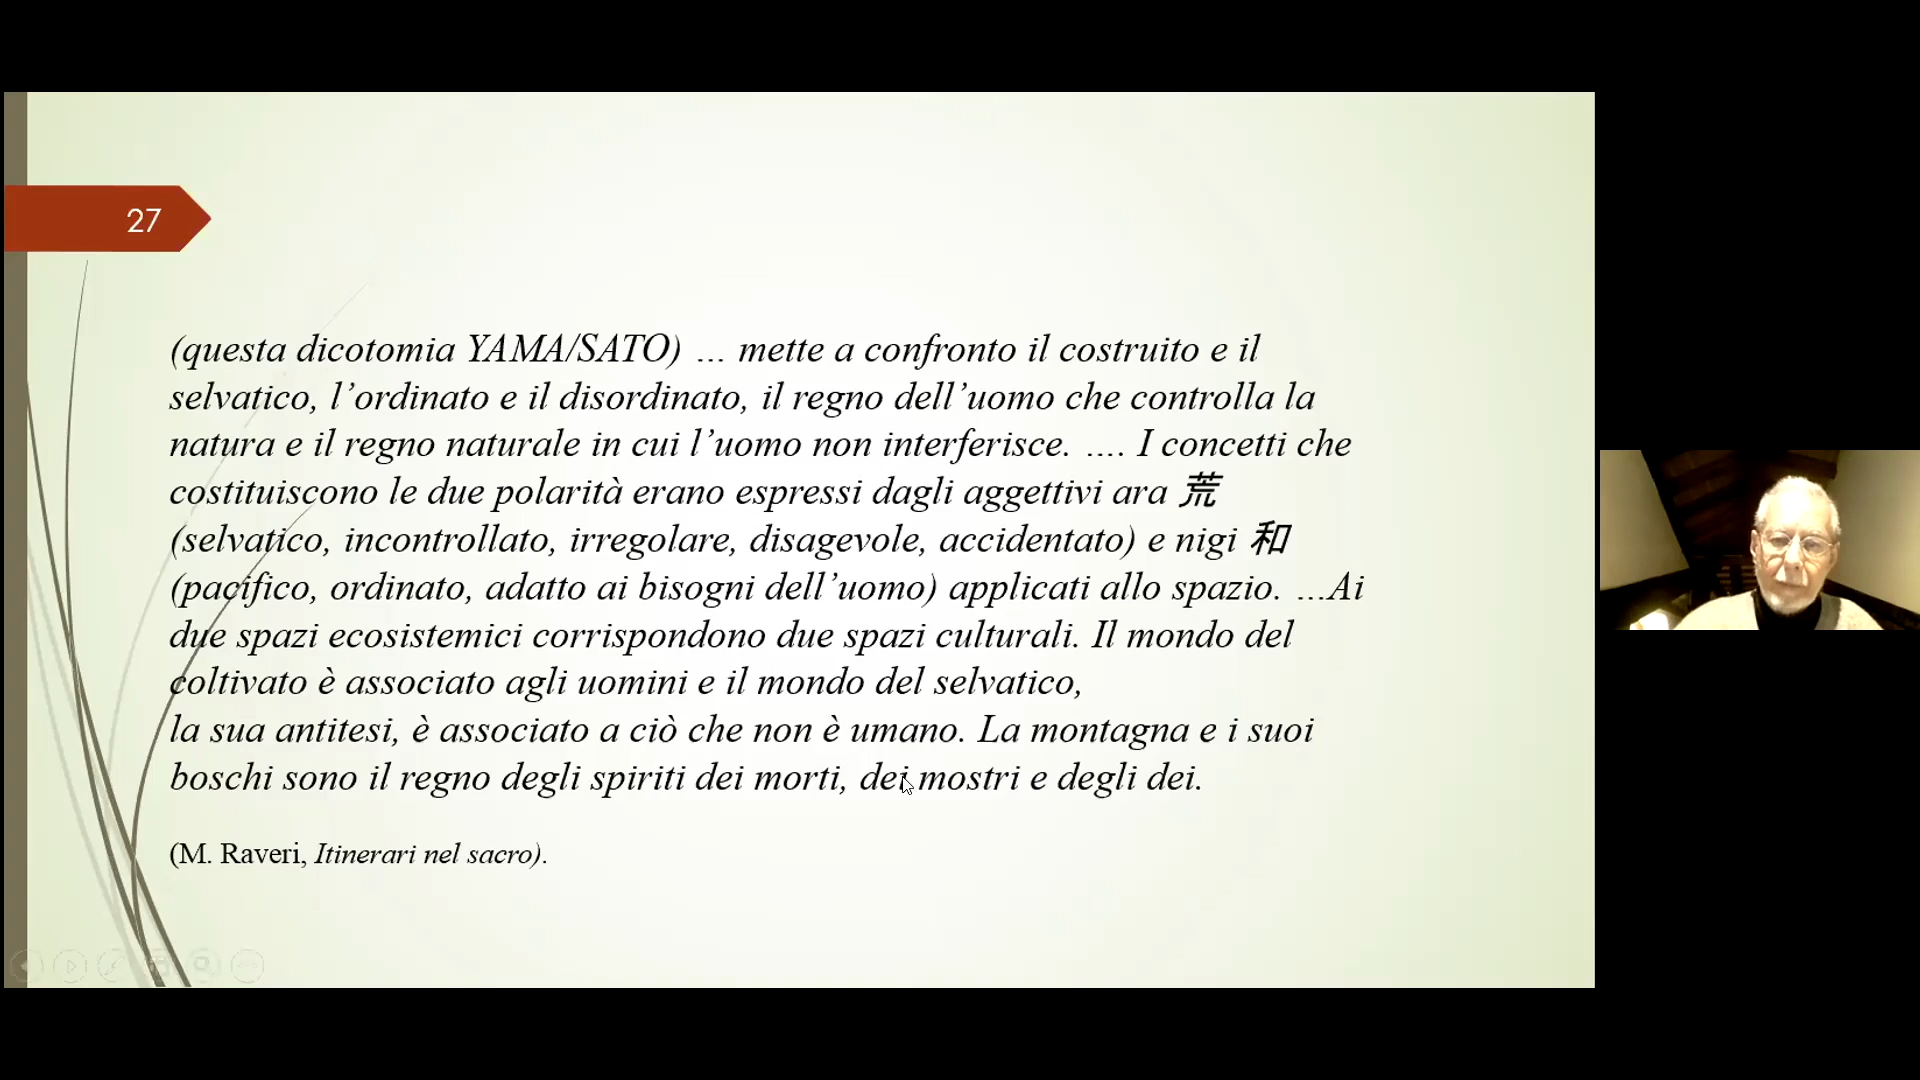 27
(questa dicotomia YAMA/SATO) … mette a confronto il costruito e il
selvatico, l’ordinato e il disordinato, il regno dell’uomo che controlla la
natura e il regno naturale in cui l’uomo non interferisce. …. I concetti che
costituiscono le due polarità erano espressi dagli aggettivi ara 荒
(selvatico, incontrollato, irregolare, disagevole, accidentato) e nigi 和
(pacifico, ordinato, adatto ai bisogni dell’uomo) applicati allo spazio. …Ai
due spazi ecosistemici corrispondono due spazi culturali. Il mondo del
coltivato è associato agli uomini e il mondo del selvatico,
la sua antitesi, è associato a ciò che non è umano. La montagna e i suoi
boschi sono il regno degli spiriti dei morti, dei mostri e degli dei.
(M. Raveri, Itinerari nel sacro).